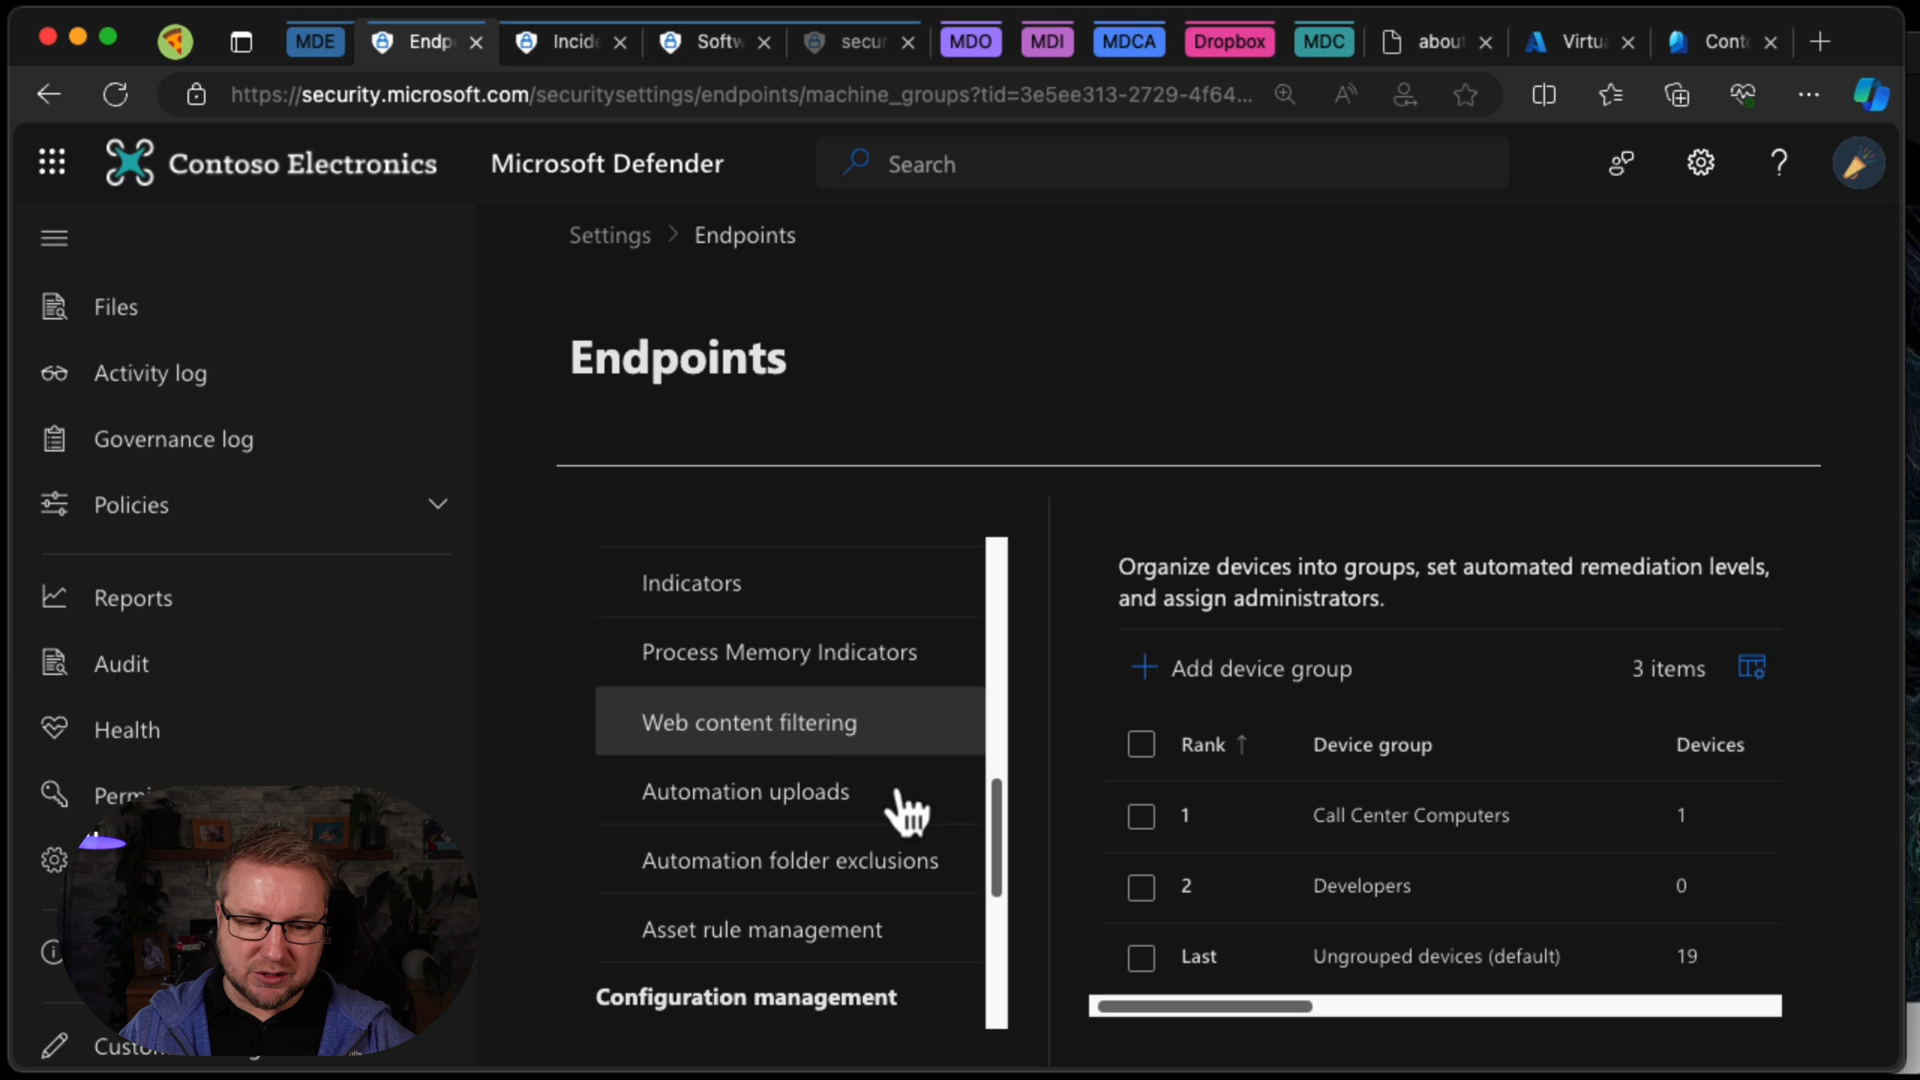 MDE
Endp
Incid
Softw
secur
MDO
MDI
MDCA
Dropbox
MDC
about
Virtu
Cont
https://security.microsoft.com/securitysettings/endpoints/machine_groups?tid=3e5ee313-2729-4f64...
Contoso Electronics
Microsoft Defender
Search
Settings > Endpoints
Files
Activity log
Governance log
Policies
Reports
Audit
Health
Permi
Endpoints
Indicators
Process Memory Indicators
Web content filtering
Automation uploads
Automation folder exclusions
Asset rule management
Configuration management
Organize devices into groups, set automated remediation levels,
and assign administrators.
Add device group
3 items
Rank ↑ Device group Devices
1 Call Center Computers 1
2 Developers 0
Last Ungrouped devices (default) 19